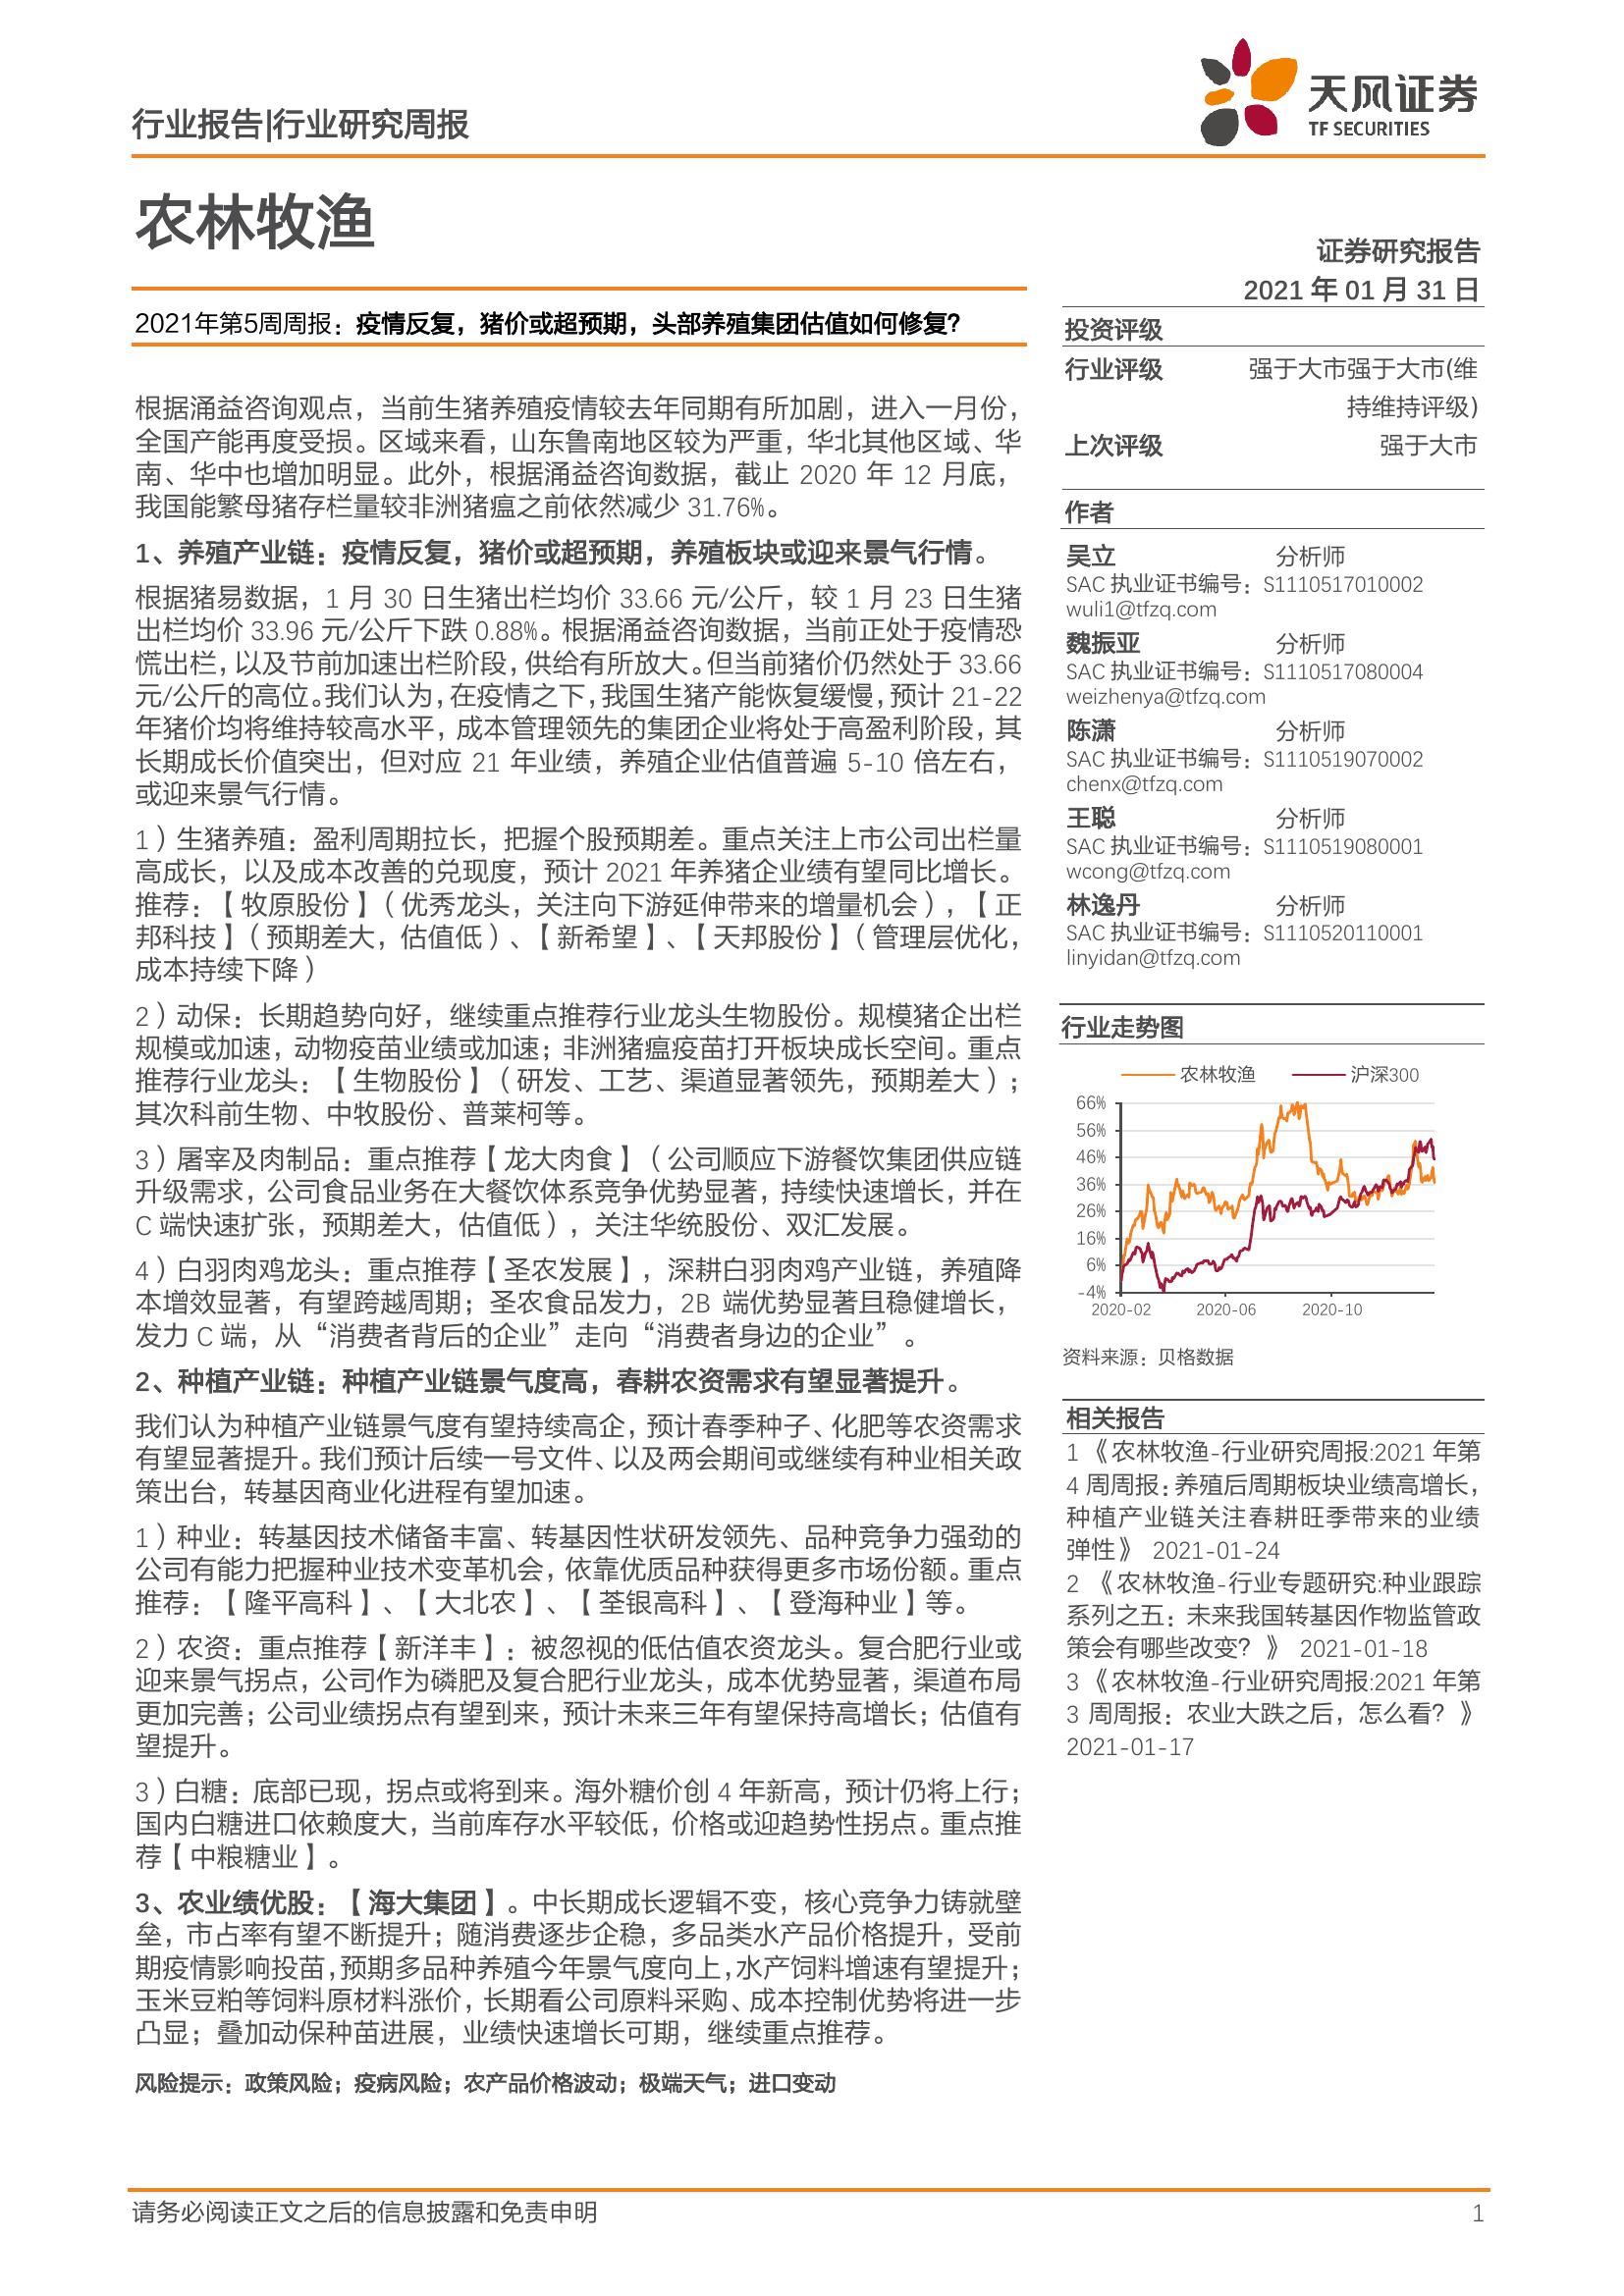 行业报告|行业研究周报
天风证券
TF SECURITIES
农林牧渔
证券研究报告
2021 年 01 月 31 日
2021年第5周周报：疫情反复，猪价或超预期，头部养殖集团估值如何修复？
根据涌益咨询观点，当前生猪养殖疫情较去年同期有所加剧，进入一月份，
全国产能再度受损。区域来看，山东鲁南地区较为严重，华北其他区域、华
南、华中也增加明显。此外，根据涌益咨询数据，截止 2020 年 12 月底，
我国能繁母猪存栏量较非洲猪瘟之前依然减少 31.76%。
1、养殖产业链：疫情反复，猪价或超预期，养殖板块或迎来景气行情。
根据猪易数据，1 月 30 日生猪出栏均价 33.66 元/公斤，较 1 月 23 日生猪
出栏均价 33.96 元/公斤下跌 0.88%。根据涌益咨询数据，当前正处于疫情恐
慌出栏，以及节前加速出栏阶段，供给有所放大。但当前猪价仍然处于 33.66
元/公斤的高位。我们认为，在疫情之下，我国生猪产能恢复缓慢，预计 21-22
年猪价均将维持较高水平，成本管理领先的集团企业将处于高盈利阶段，其
长期成长价值突出，但对应 21 年业绩，养殖企业估值普遍 5-10 倍左右，
或迎来景气行情。
1）生猪养殖：盈利周期拉长，把握个股预期差。重点关注上市公司出栏量
高成长，以及成本改善的兑现度，预计 2021 年养猪企业绩有望同比增长。
推荐：【牧原股份】（优秀龙头，关注向下游延伸带来的增量机会），【正
邦科技】（预期差大，估值低）、【新希望】、【天邦股份】（管理层优化，
成本持续下降）
2）动保：长期趋势向好，继续重点推荐行业龙头生物股份。规模猪企出栏
规模或加速，动物疫苗业绩或加速；非洲猪瘟疫苗打开板块成长空间。重点
推荐行业龙头：【生物股份】（研发、工艺、渠道显著领先，预期差大）；
其次科前生物、中牧股份、普莱柯等。
3）屠宰及肉制品：重点推荐【龙大肉食】（公司顺应下游餐饮集团供应链
升级需求，公司食品业务在大餐饮体系竞争优势显著，持续快速增长，并在
C 端快速扩张，预期差大，估值低），关注华统股份、双汇发展。
4）白羽肉鸡龙头：重点推荐【圣农发展】，深耕白羽肉鸡产业链，养殖降
本增效显著，有望跨越周期；圣农食品发力，2B 端优势显著且稳健增长，
发力 C 端，从“消费者背后的企业”走向“消费者身边的企业”。
2、种植产业链：种植产业链景气度高，春耕农资需求有望显著提升。
我们认为种植产业链景气度有望持续高企，预计春季种子、化肥等农资需求
有望显著提升。我们预计后续一号文件、以及两会期间或继续有种业相关政
策出台，转基因商业化进程有望加速。
1）种业：转基因技术储备丰富、转基因性状研发领先、品种竞争力强劲的
公司有能力把握种业技术变革机会，依靠优质品种获得更多市场份额。重点
推荐：【隆平高科】、【大北农】、【荃银高科】、【登海种业】等。
2）农资：重点推荐【新洋丰】：被忽视的低估值农资龙头。复合肥行业或
迎来景气拐点，公司作为磷肥及复合肥行业龙头，成本优势显著，渠道布局
更加完善；公司业绩拐点有望到来，预计未来三年有望保持高增长；估值有
望提升。
3）白糖：底部已现，拐点或将到来。海外糖价创 4 年新高，预计仍将上行；
国内白糖进口依赖度大，当前库存水平较低，价格或迎趋势性拐点。重点推
荐【中粮糖业】。
3、农业绩优股：【海大集团】。中长期成长逻辑不变，核心竞争力铸就壁
垒，市占率有望不断提升；随消费逐步企稳，多品类水产品价格提升，受前
期疫情影响投苗，预期多品种养殖今年景气度向上，水产饲料增速有望提升；
玉米豆粕等饲料原材料涨价，长期看公司原料采购、成本控制优势将进一步
凸显；叠加动保种苗进展，业绩快速增长可期，继续重点推荐。
风险提示：政策风险；疫病风险；农产品价格波动；极端天气；进口变动
投资评级
行业评级 强于大市强于大市(维
持维持评级)
上次评级 强于大市
作者
吴立 分析师
SAC 执业证书编号：S1110517010002
wuli1@tfzq.com
魏振亚 分析师
SAC 执业证书编号：S1110517080004
weizhenya@tfzq.com
陈潇 分析师
SAC 执业证书编号：S1110519070002
chenx@tfzq.com
王聪 分析师
SAC 执业证书编号：S1110519080001
wcong@tfzq.com
林逸丹 分析师
SAC 执业证书编号：S1110520110001
linyidan@tfzq.com
行业走势图
农林牧渔 沪深300
66%
56%
46%
36%
26%
16%
6%
-4%
2020-02 2020-06 2020-10
资料来源：贝格数据
相关报告
1 《农林牧渔-行业研究周报:2021 年第
4 周周报：养殖后周期板块业绩高增长，
种植产业链关注春耕旺季带来的业绩
弹性》 2021-01-24
2 《农林牧渔-行业专题研究:种业跟踪
系列之五：未来我国转基因作物监管政
策会有哪些改变？》 2021-01-18
3 《农林牧渔-行业研究周报:2021 年第
3 周周报：农业大跌之后，怎么看？》
2021-01-17
请务必阅读正文之后的信息披露和免责申明 1